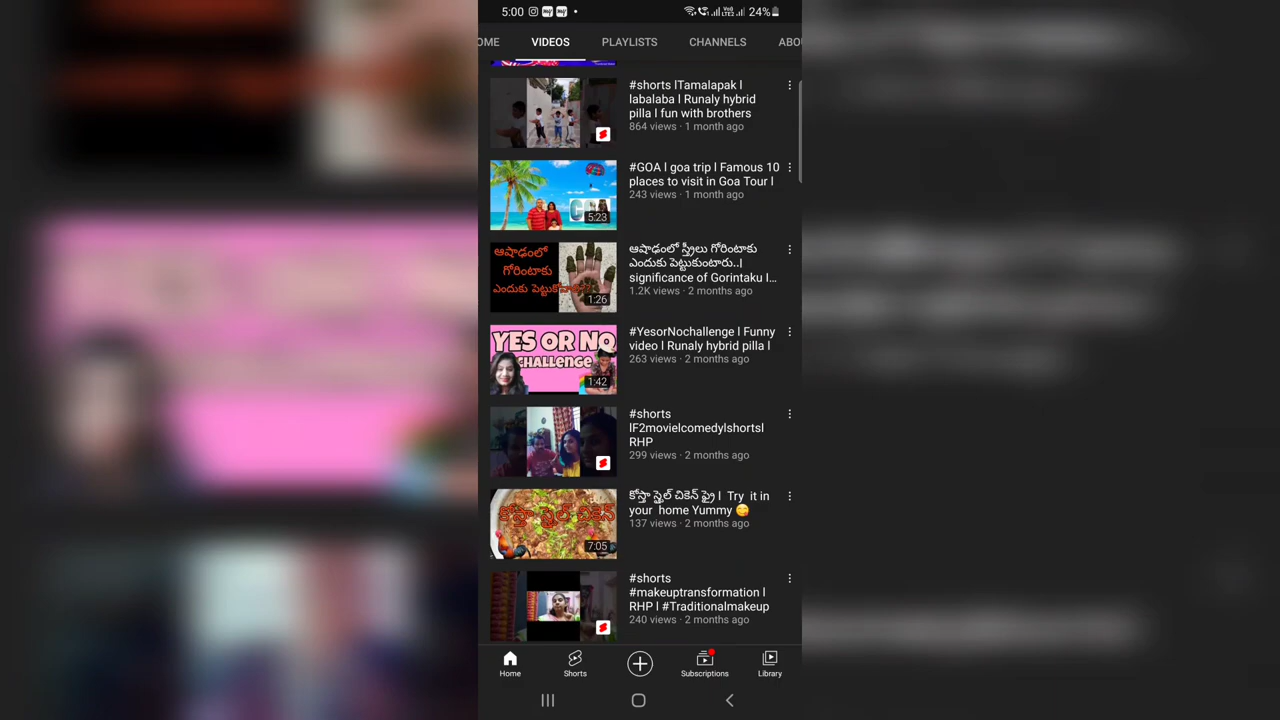 5:00
24%
OME VIDEOS PLAYLISTS CHANNELS ABOU
#shorts lTamalapak l
labalaba l Runaly hybrid
pilla l fun with brothers
864 views · 1 month ago
#GOA l goa trip l Famous 10
places to visit in Goa Tour l
243 views · 1 month ago
5:23
ఆషాఢంలో స్త్రీలు గోరింటాకు
ఎందుకు పెట్టుకుంటారు..l
significance of Gorintaku l...
1.2K views · 2 months ago
ఆషాఢంలో
గోరింటాకు
ఎందుకు
1:26
#YesorNochallenge l Funny
video l Runaly hybrid pilla l
263 views · 2 months ago
YES OR NO
CHALLENGE
1:42
#shorts
lF2movielcomedylshortsl
RHP
299 views · 2 months ago
కోస్తా స్టైల్ చికెన్ ఫ్రై l Try it in
your home Yummy 😋
137 views · 2 months ago
కోస్తా స్టైల్ చికెన్
7:05
#shorts
#makeuptransformation l
RHP l #Traditionalmakeup
240 views · 2 months ago
Home Shorts Subscriptions Library